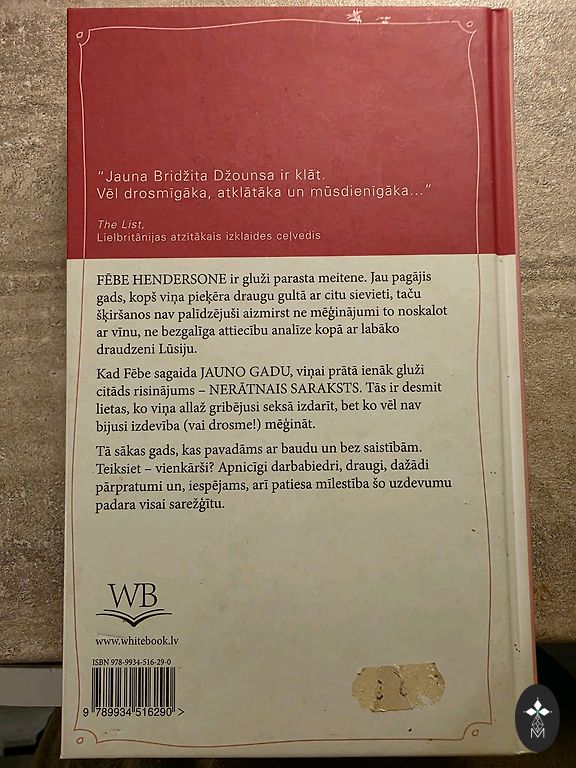 “Jauna Bridžita Džounsa ir klāt.
Vēl drosmīgāka, atklātāka un mūsdienīgāka...”
The List,
Lielbritānijas atzītākais izklaides ceļvedis
FĒBE HENDERSONE ir gluži parasta meitene. Jau pagājis
gads, kopš viņa pieķēra draugu gultā ar citu sievieti, taču
šķiršanos nav palīdzējuši aizmirst ne mēģinājumi to noskalot
ar vīnu, ne bezgalīga attiecību analīze kopā ar labāko
draudzeni Lūsiju.
Kad Fēbe sagaida JAUNO GADU, viņai prātā ienāk gluži
citāds risinājums – NERĀTNAIS SARAKSTS. Tās ir desmit
lietas, ko viņa allaž gribējusi seksā izdarīt, bet ko vēl nav
bijusi izdevība (vai drosme!) mēģināt.
Tā sākas gads, kas pavadāms ar baudu un bez saistībām.
Teiksiet – vienkārši? Apnicīgi darbabiedri, draugi, dažādi
pārpratumi un, iespējams, arī patiesa mīlestība šo uzdevumu
padara visai sarežģītu.
WB
www.whitebook.lv
ISBN 978-9934-516-29-0
9 789934 516290 >
M